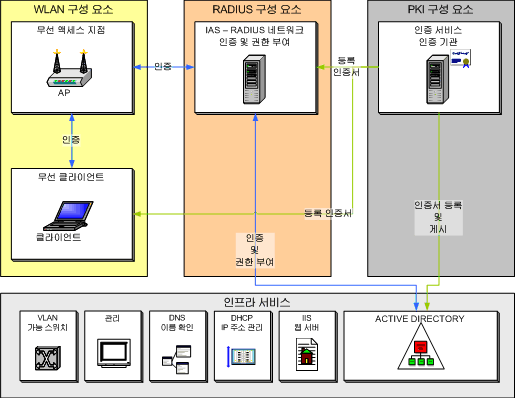 WLAN 구성 요소
RADIUS 구성 요소
PKI 구성 요소
무선 액세스 지점
AP
인증
IAS – RADIUS 네트워크
인증 및 권한 부여
등록
인증서
인증 서비스
인증 기관
인증
무선 클라이언트
클라이언트
등록 인증서
인증서 등록
및
게시
인증
및
권한 부여
인프라 서비스
VLAN
가능 스위치
관리
DNS
이름 확인
DHCP
IP 주소 관리
IIS
웹 서버
ACTIVE DIRECTORY